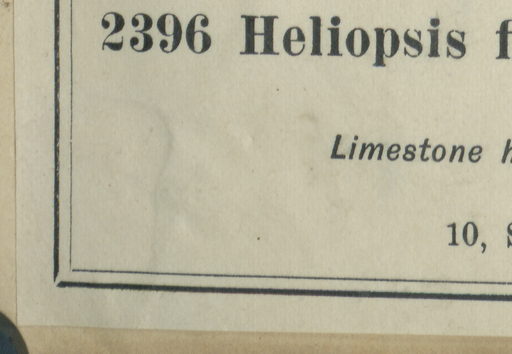 2396 Heliopsis
Limestone
10,